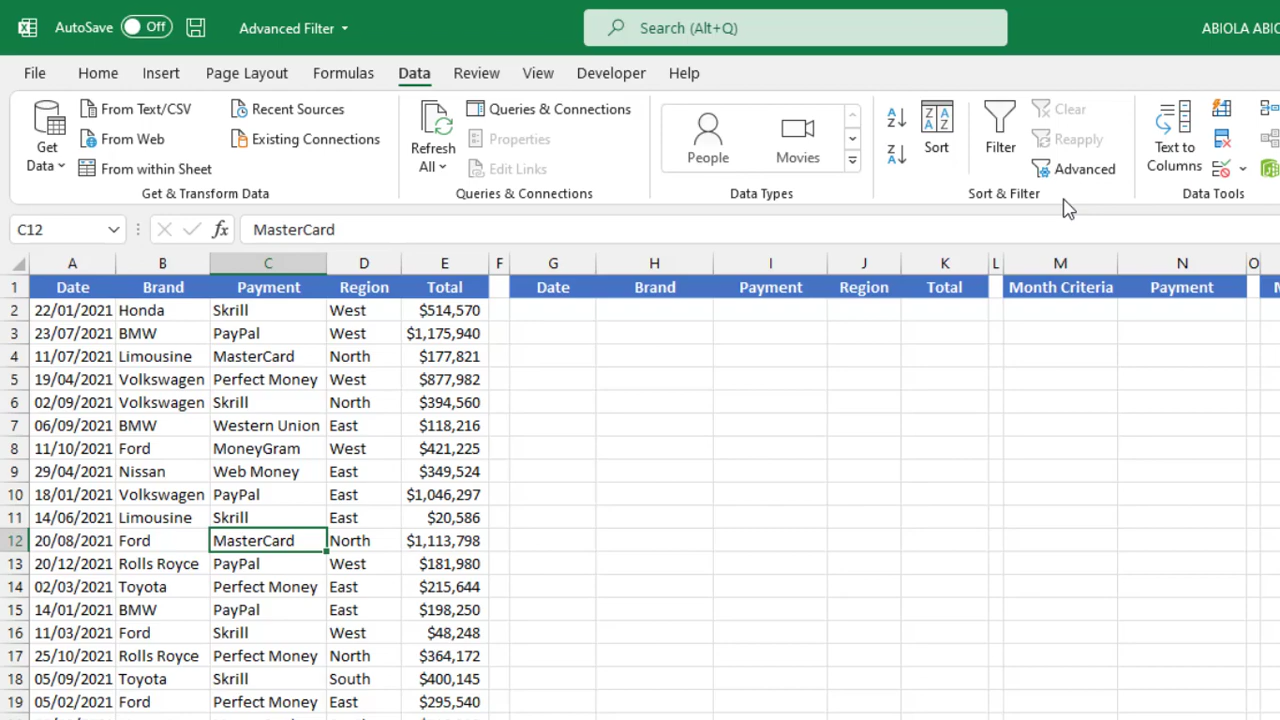 AutoSave Off Advanced Filter Search (Alt+Q) ABIOLA ABIO
File Home Insert Page Layout Formulas Data Review View Developer Help
Get Data
From Text/CSV
From Web
From within Sheet
Recent Sources
Existing Connections
Get & Transform Data
Refresh All
Queries & Connections
Properties
Edit Links
Queries & Connections
People Movies
Data Types
Sort
Filter
Clear
Reapply
Advanced
Sort & Filter
Text to Columns
Data Tools
C12 fx MasterCard
A B C D E F G H I J K L M N O
1 Date Brand Payment Region Total Date Brand Payment Region Total Month Criteria Payment
2 22/01/2021 Honda Skrill West $514,570
3 23/07/2021 BMW PayPal West $1,175,940
4 11/07/2021 Limousine MasterCard North $177,821
5 19/04/2021 Volkswagen Perfect Money West $877,982
6 02/09/2021 Volkswagen Skrill North $394,560
7 06/09/2021 BMW Western Union East $118,216
8 11/10/2021 Ford MoneyGram West $421,225
9 29/04/2021 Nissan Web Money East $349,524
10 18/01/2021 Volkswagen PayPal East $1,046,297
11 14/06/2021 Limousine Skrill East $20,586
12 20/08/2021 Ford MasterCard North $1,113,798
13 20/12/2021 Rolls Royce PayPal West $181,980
14 02/03/2021 Toyota Perfect Money East $215,644
15 14/01/2021 BMW PayPal East $198,250
16 11/03/2021 Ford Skrill West $48,248
17 25/10/2021 Rolls Royce Perfect Money North $364,172
18 05/09/2021 Toyota Skrill South $400,145
19 05/02/2021 Ford Perfect Money East $295,540